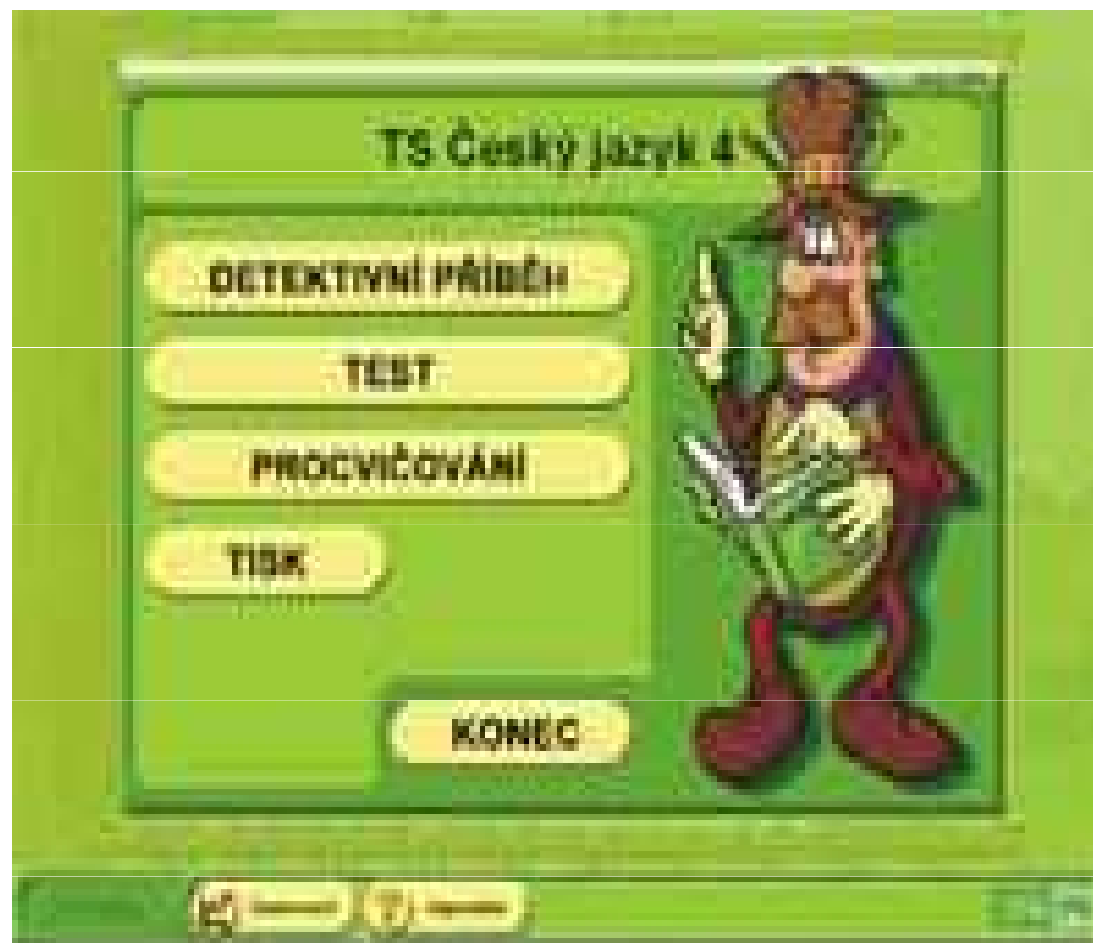 TS Český jazyk 4
DETEKTIVNÍ PŘÍBĚH
TEST
PROCVIČOVÁNÍ
TISK
KONEC